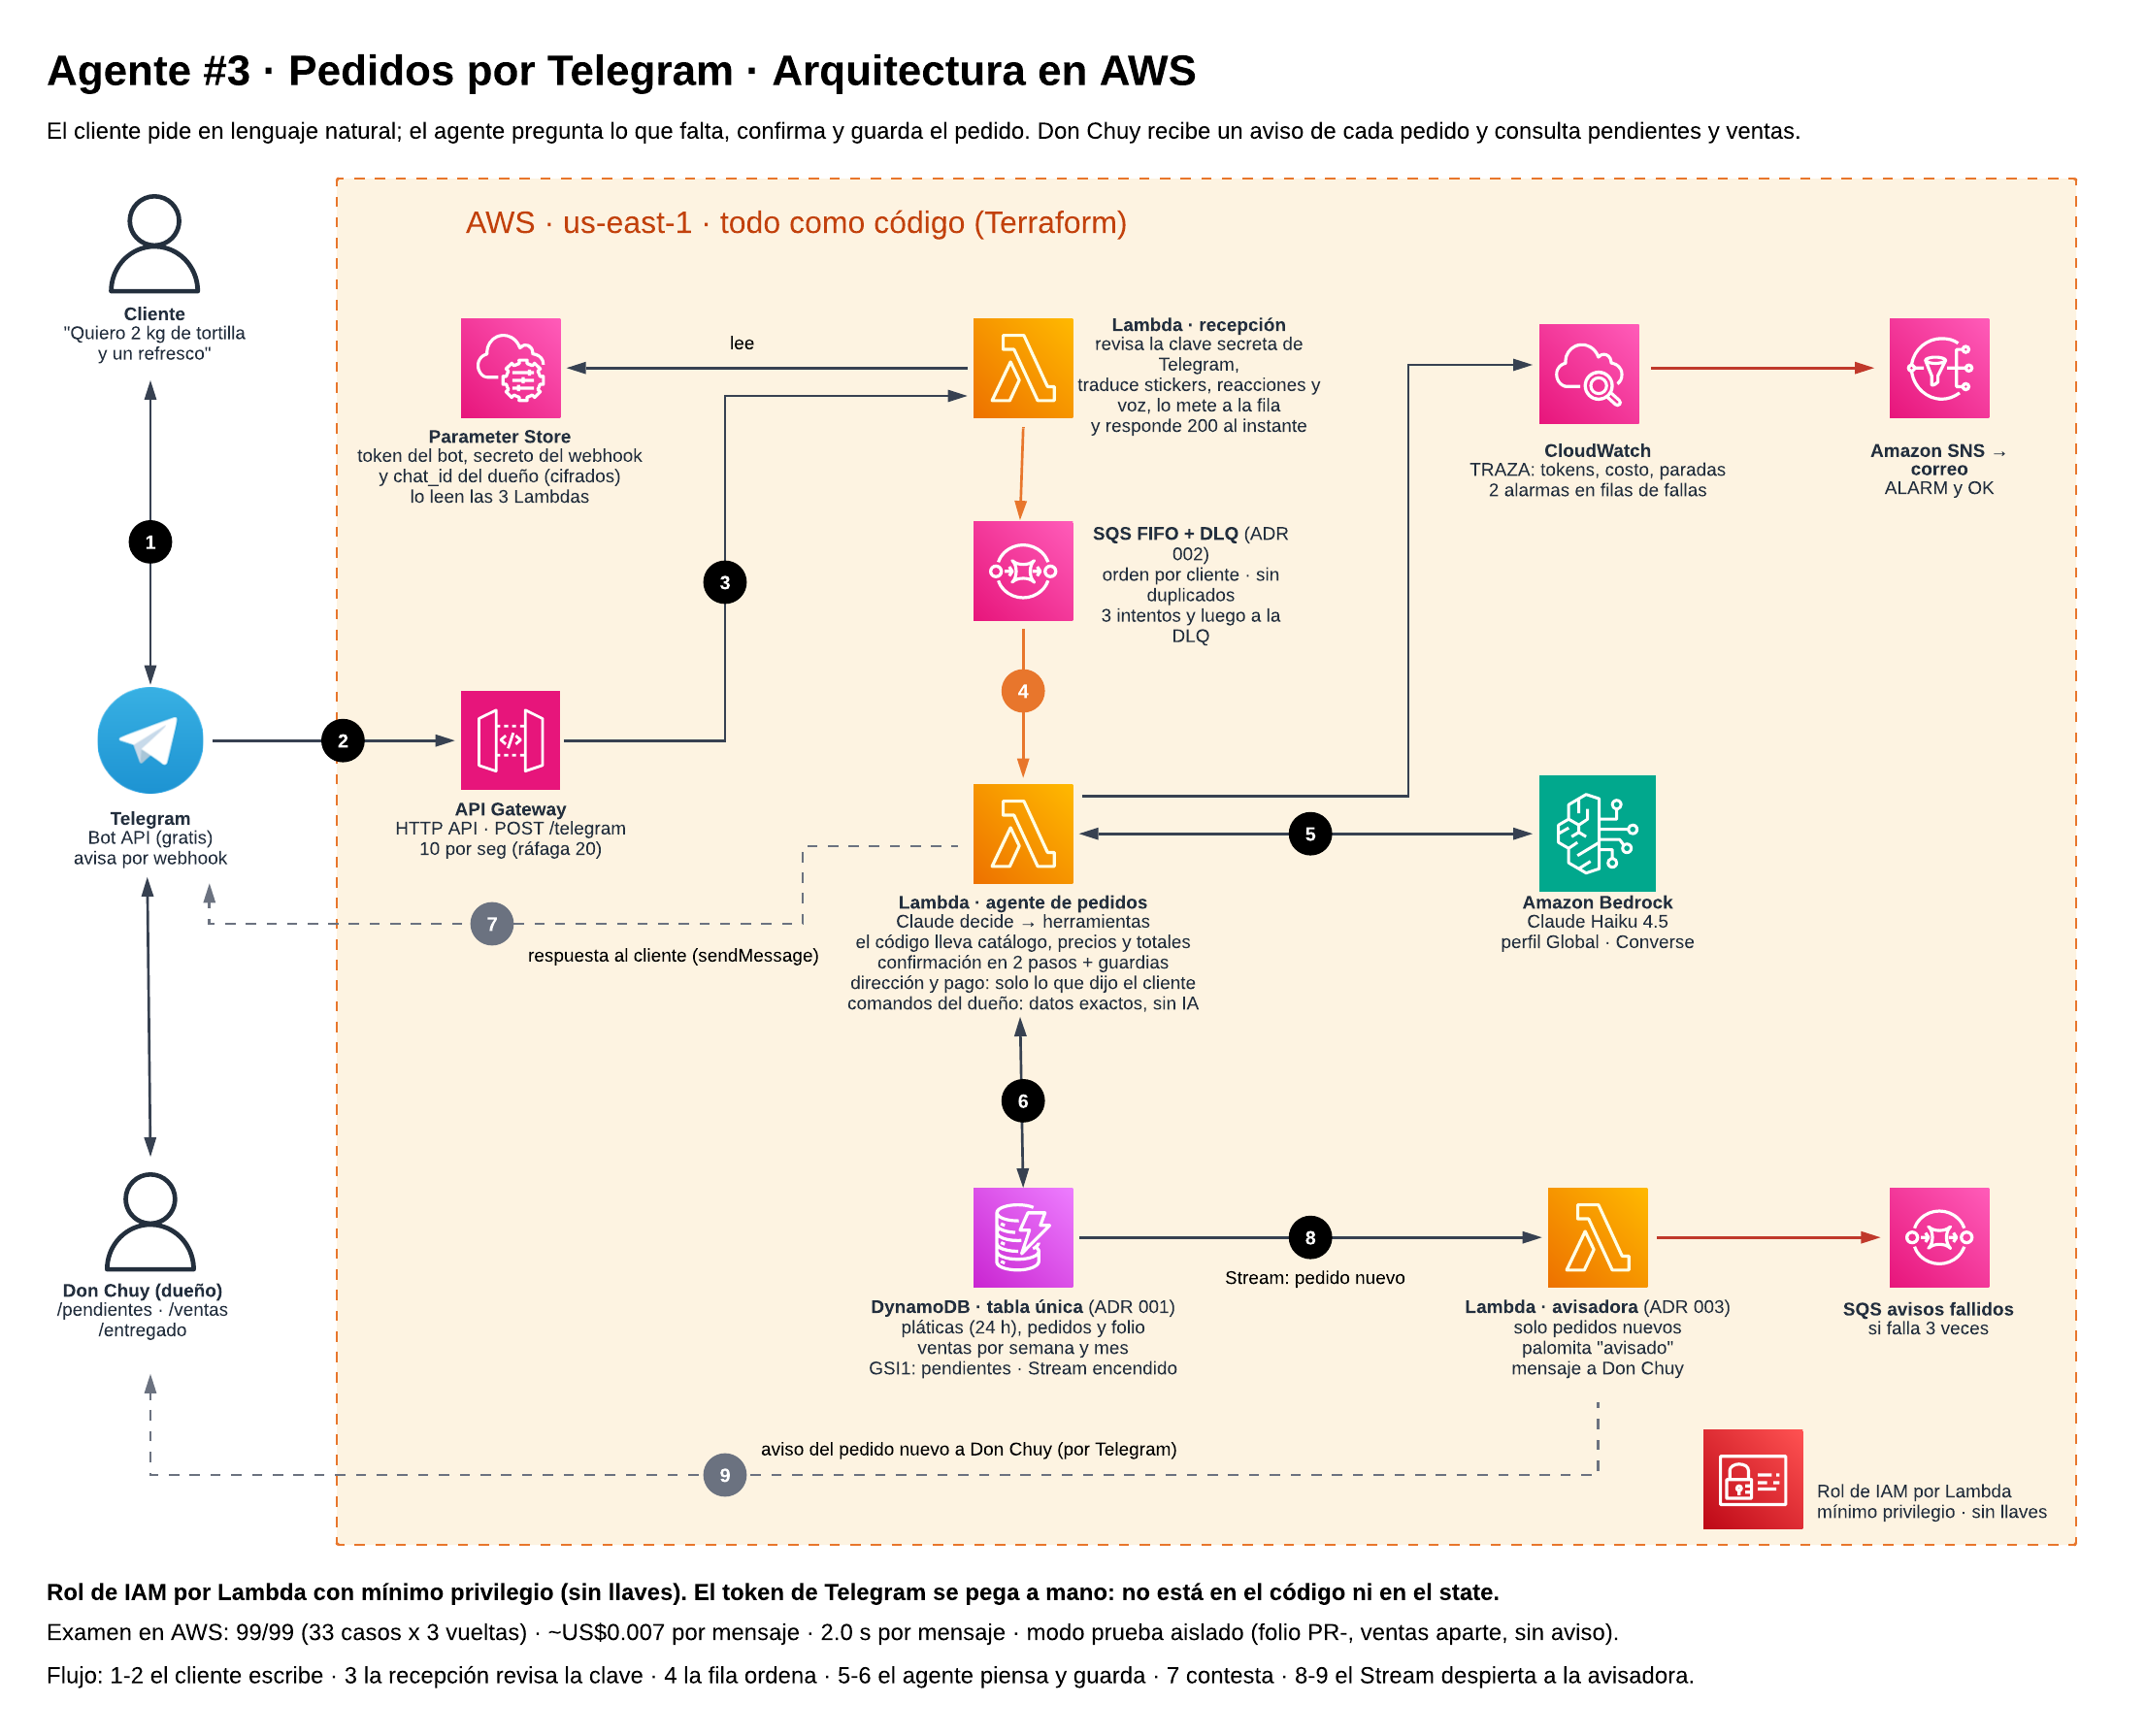 Agente #3 · Pedidos por Telegram · Arquitectura en AWS
El cliente pide en lenguaje natural; el agente pregunta lo que falta, confirma y guarda el pedido. Don Chuy recibe un aviso de cada pedido y consulta pendientes y ventas.
AWS · us-east-1 · todo como código (Terraform)
Cliente
"Quiero 2 kg de tortilla
y un refresco"
1
Telegram
Bot API (gratis)
avisa por webhook
2
Don Chuy (dueño)
/pendientes · /ventas
/entregado
lee
Parameter Store
token del bot, secreto del webhook
y chat_id del dueño (cifrados)
lo leen las 3 Lambdas
3
API Gateway
HTTP API · POST /telegram
10 por seg (ráfaga 20)
Lambda · recepción
revisa la clave secreta de
Telegram,
traduce stickers, reacciones y
voz, lo mete a la fila
y responde 200 al instante
SQS FIFO + DLQ (ADR
002)
orden por cliente · sin
duplicados
3 intentos y luego a la
DLQ
4
CloudWatch
TRAZA: tokens, costo, paradas
2 alarmas en filas de fallas
Amazon SNS →
correo
ALARM y OK
5
Lambda · agente de pedidos
Claude decide → herramientas
el código lleva catálogo, precios y totales
confirmación en 2 pasos + guardias
dirección y pago: solo lo que dijo el cliente
comandos del dueño: datos exactos, sin IA
Amazon Bedrock
Claude Haiku 4.5
perfil Global · Converse
7
respuesta al cliente (sendMessage)
6
8
Stream: pedido nuevo
DynamoDB · tabla única (ADR 001)
pláticas (24 h), pedidos y folio
ventas por semana y mes
GSI1: pendientes · Stream encendido
Lambda · avisadora (ADR 003)
solo pedidos nuevos
palomita "avisado"
mensaje a Don Chuy
SQS avisos fallidos
si falla 3 veces
9
aviso del pedido nuevo a Don Chuy (por Telegram)
Rol de IAM por Lambda
mínimo privilegio · sin llaves
Rol de IAM por Lambda con mínimo privilegio (sin llaves). El token de Telegram se pega a mano: no está en el código ni en el state.
Examen en AWS: 99/99 (33 casos x 3 vueltas) · ~US$0.007 por mensaje · 2.0 s por mensaje · modo prueba aislado (folio PR-, ventas aparte, sin aviso).
Flujo: 1-2 el cliente escribe · 3 la recepción revisa la clave · 4 la fila ordena · 5-6 el agente piensa y guarda · 7 contesta · 8-9 el Stream despierta a la avisadora.